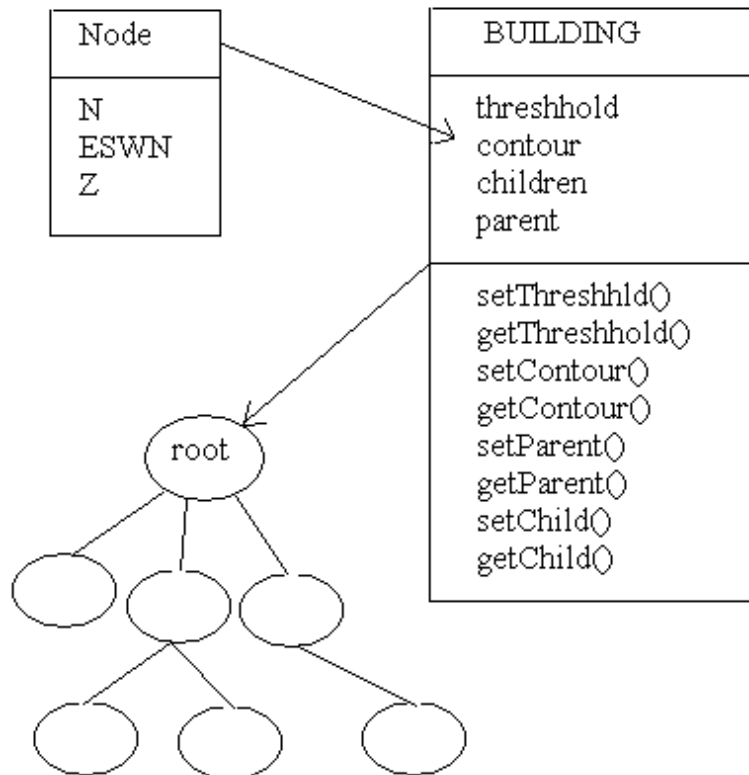 Node
N
ESWN
Z
BUILDING
threshhold
contour
children
parent
setThreshhld()
getThreshhold()
setContour()
getContour()
setParent()
getParent()
setChild()
getChild()
root